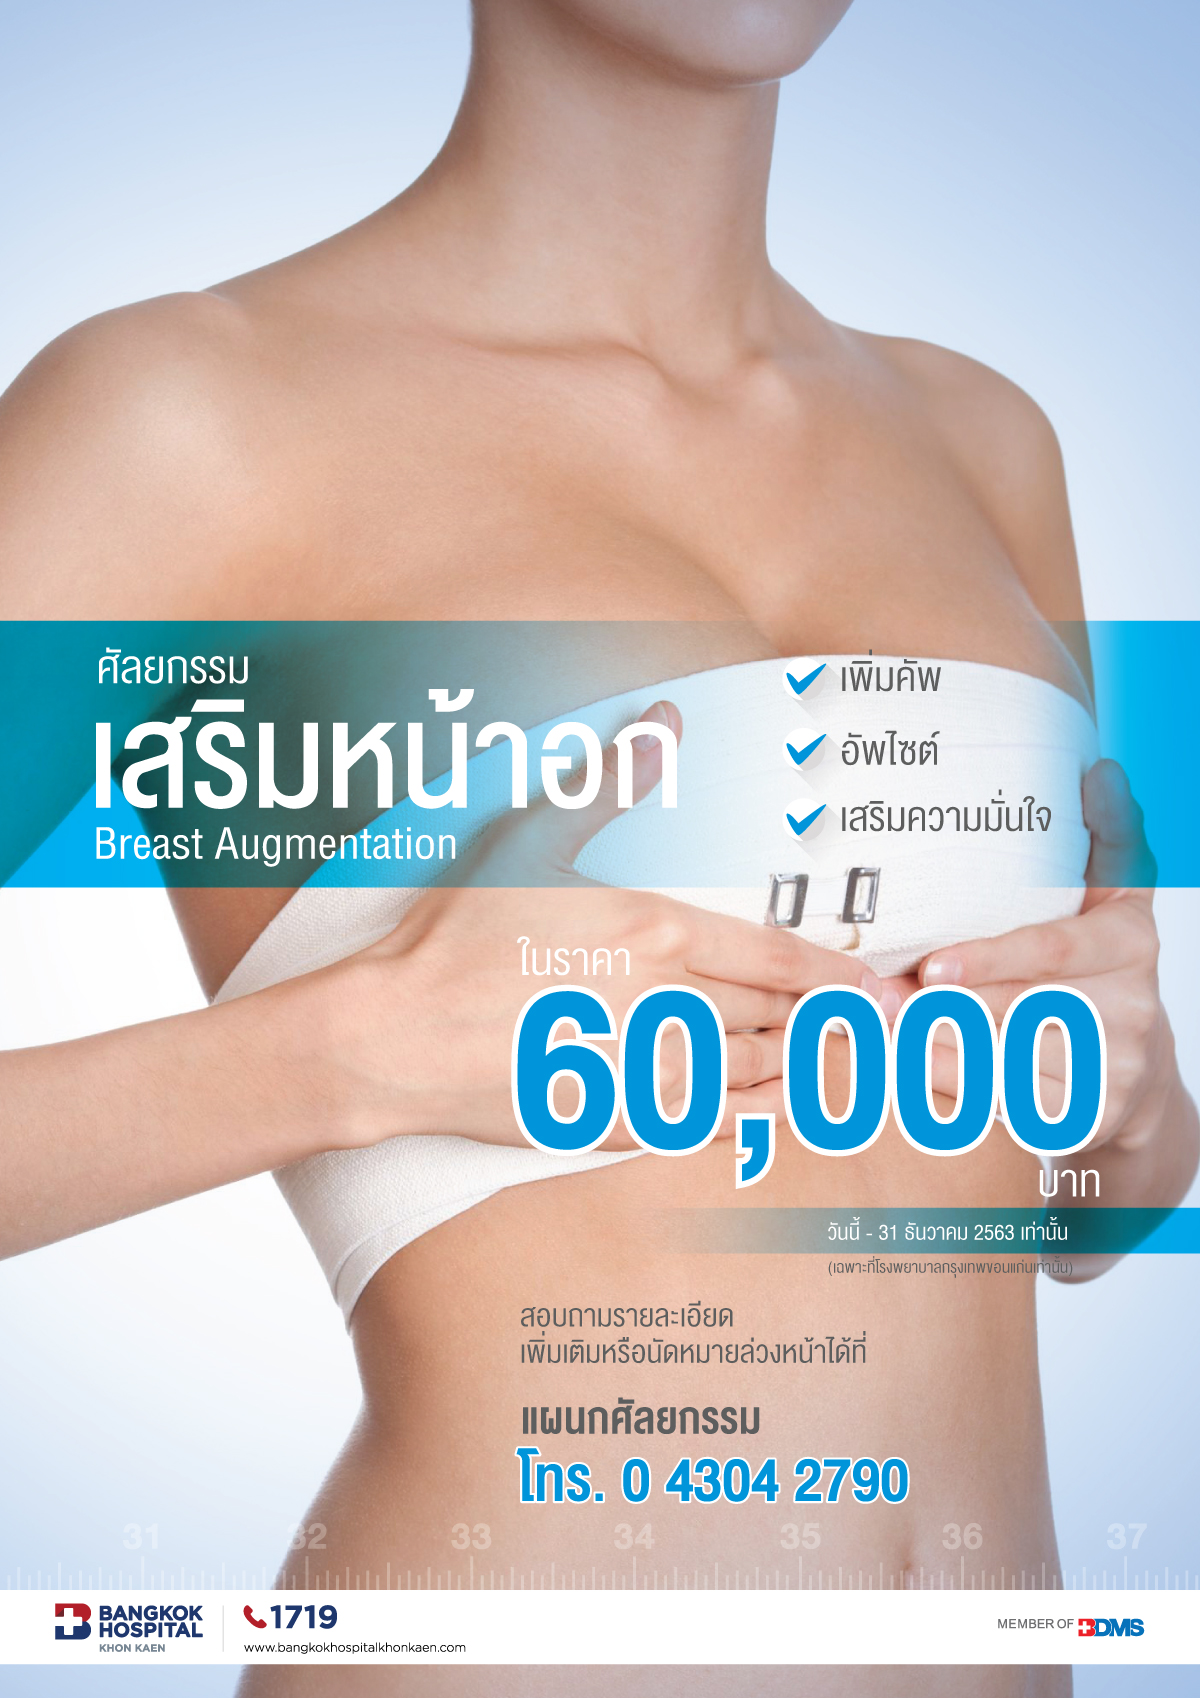 ศัลยกรรม
เสริมหน้าอก
Breast Augmentation
เพิ่มคัพ
อัพไซต์
เสริมความมั่นใจ
ในราคา
60,000
บาท
วันนี้ - 31 ธันวาคม 2563 เท่านั้น
(เฉพาะที่โรงพยาบาลกรุงเทพขอนแก่นเท่านั้น)
สอบถามรายละเอียด
เพิ่มเติมหรือนัดหมายล่วงหน้าได้ที่
แผนกศัลยกรรม
โทร. 0 4304 2790
31 32 33 34 35 36 37
BANGKOK
HOSPITAL
KHON KAEN
1719
www.bangkokhospitalkhonkaen.com
MEMBER OF BDMS